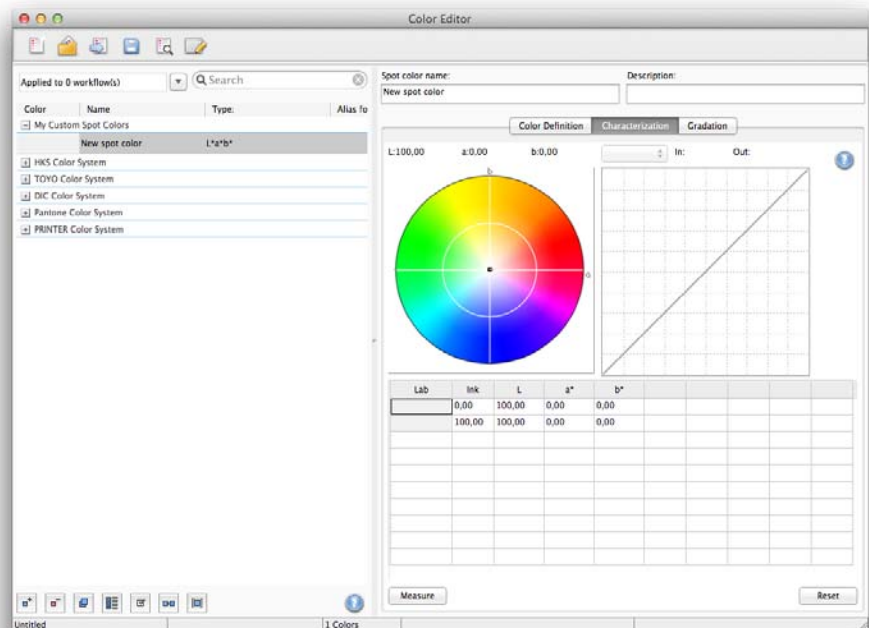 Color Editor
Applied to 0 workflow(s)
Search
Color Name Type: Alias fo
My Custom Spot Colors
New spot color L*a*b*
HKS Color System
TOYO Color System
DIC Color System
Pantone Color System
PRINTER Color System
Untitled
1 Colors
Spot color name: Description:
New spot color
Color Definition Characterization Gradation
L:100,00 a:0,00 b:0,00 In: Out:
b
a
Lab Ink L a* b*
0,00 100,00 0,00 0,00
100,00 100,00 0,00 0,00
Measure Reset